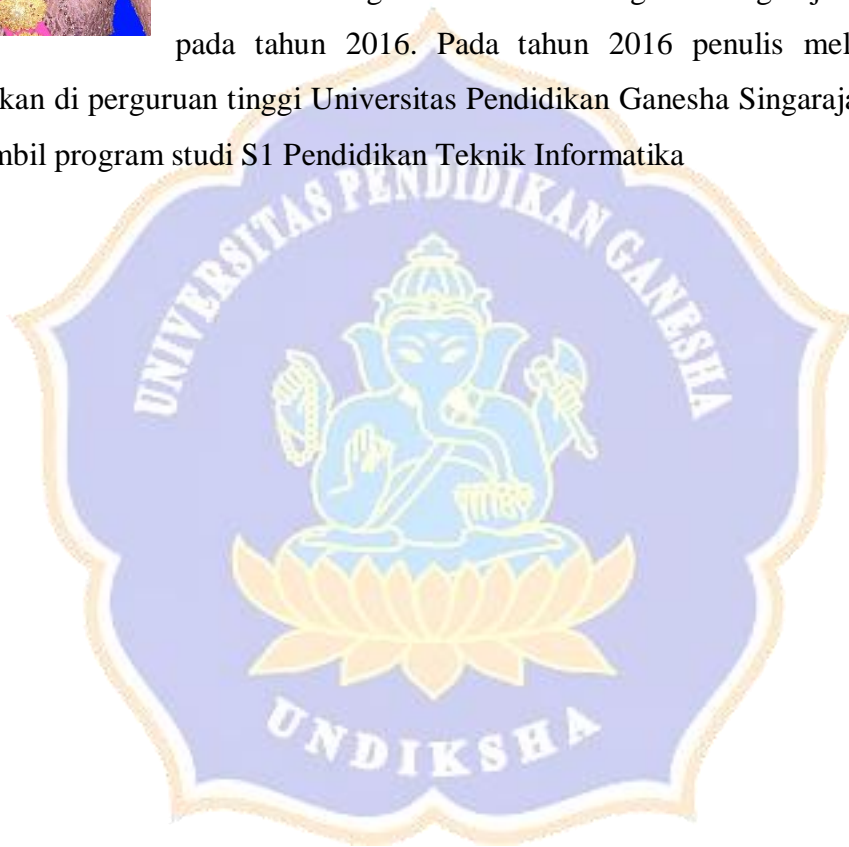 pada tahun 2016. Pada tahun 2016 penulis mel
kan di perguruan tinggi Universitas Pendidikan Ganesha Singaraja
mbil program studi S1 Pendidikan Teknik Informatika
UNIVERSITAS PENDIDIKAN GANESHA
UNDIKSHA